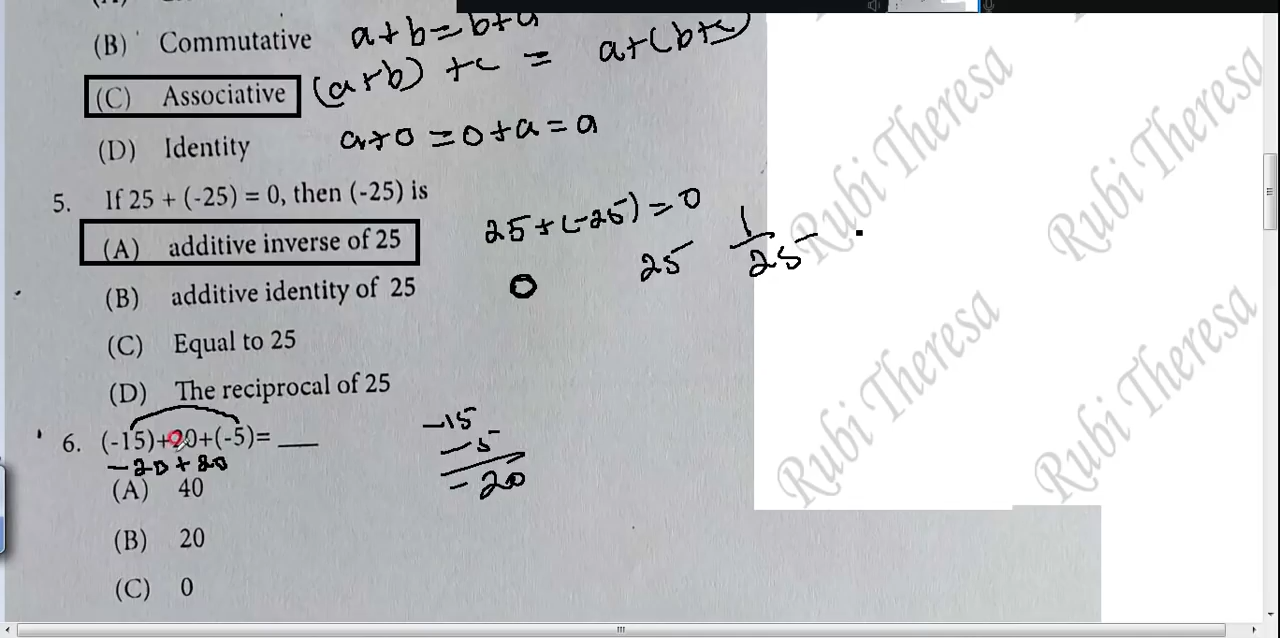 (B) Commutative a+b=b+a
(C) Associative (a+b) +c = a+(b+c)
(D) Identity a+0=0+a=a
5. If 25 + (-25) = 0, then (-25) is
25+(-25)=0
(A) additive inverse of 25
25 1/25
(B) additive identity of 25
0
(C) Equal to 25
(D) The reciprocal of 25
6. (-15)+20+(-5)= ___
-20+20
-15
-5
-20
(A) 40
(B) 20
(C) 0
Rubi Theresa
Rubi Theresa
Rubi Theresa
Rubi Theresa